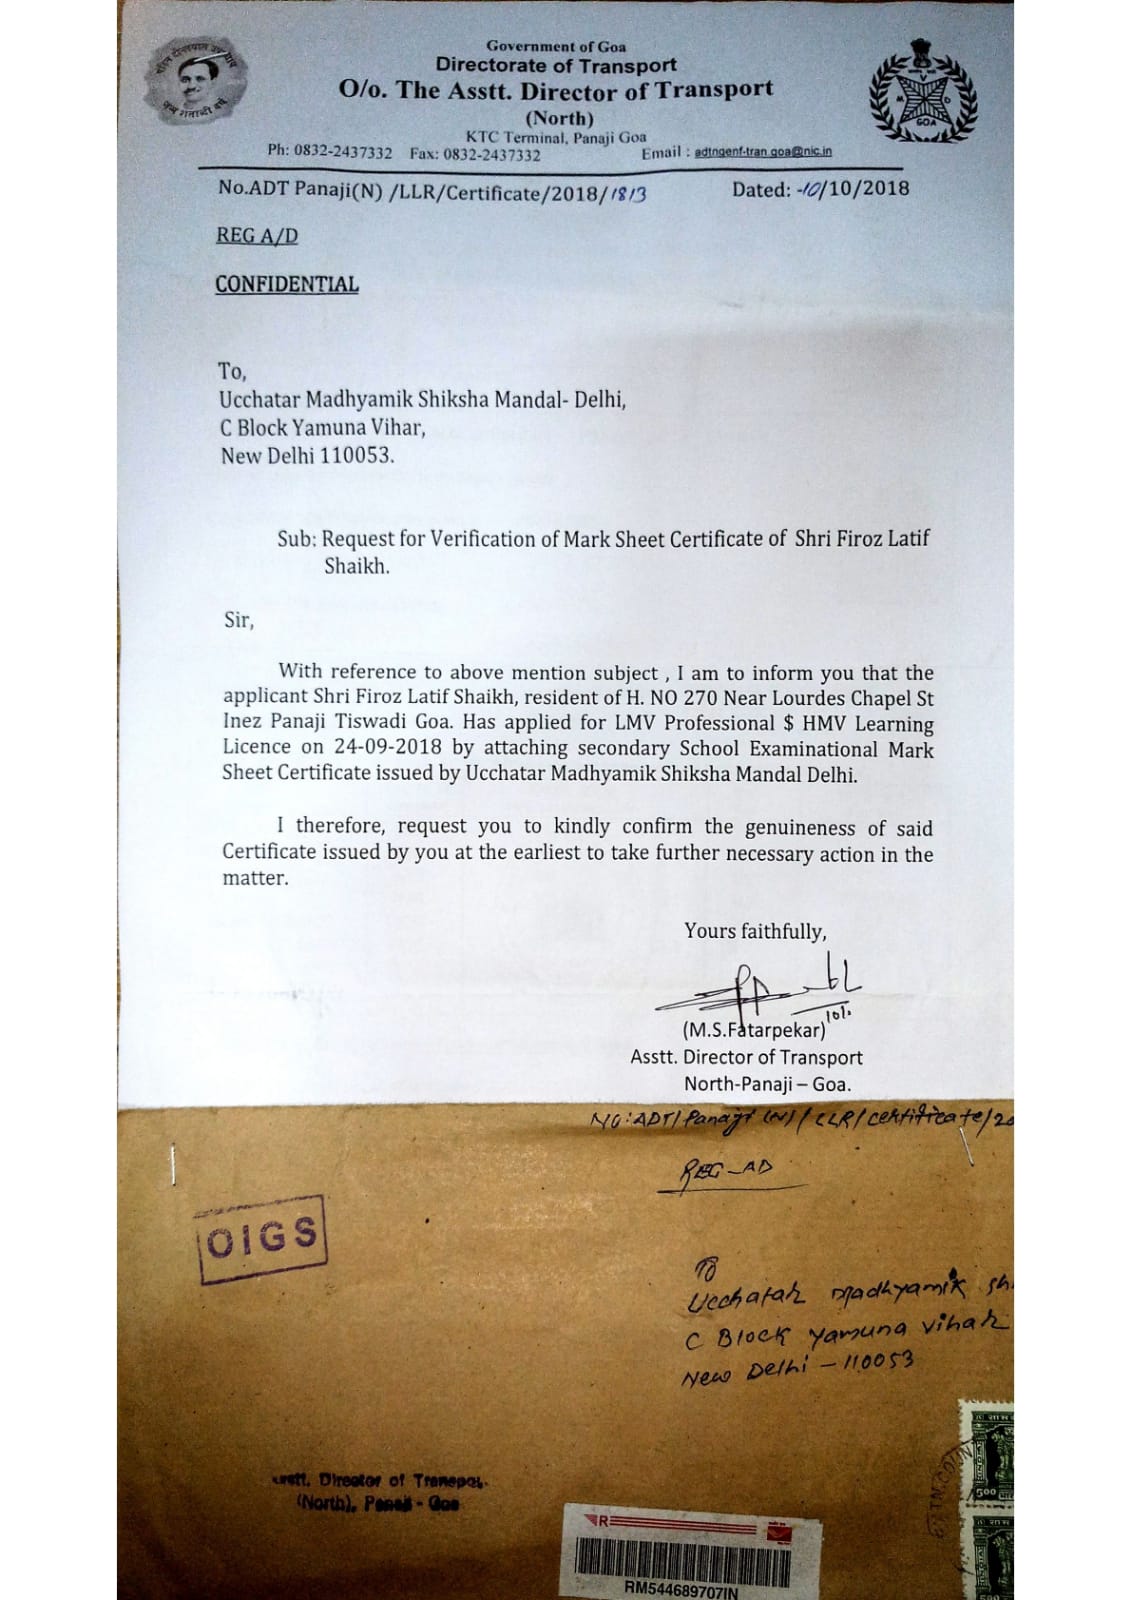 Government of Goa
Directorate of Transport
O/o. The Asstt. Director of Transport
(North)
KTC Terminal, Panaji Goa
Ph: 0832-2437332 Fax: 0832-2437332 Email : adtngenf-tran.goa@nic.in
GOA
No.ADT Panaji(N) /LLR/Certificate/2018/1813 Dated: -10/10/2018
REG A/D
CONFIDENTIAL
To,
Ucchatar Madhyamik Shiksha Mandal- Delhi,
C Block Yamuna Vihar,
New Delhi 110053.
Sub: Request for Verification of Mark Sheet Certificate of Shri Firoz Latif
Shaikh.
Sir,
With reference to above mention subject , I am to inform you that the
applicant Shri Firoz Latif Shaikh, resident of H. NO 270 Near Lourdes Chapel St
Inez Panaji Tiswadi Goa. Has applied for LMV Professional $ HMV Learning
Licence on 24-09-2018 by attaching secondary School Examinational Mark
Sheet Certificate issued by Ucchatar Madhyamik Shiksha Mandal Delhi.
I therefore, request you to kindly confirm the genuineness of said
Certificate issued by you at the earliest to take further necessary action in the
matter.
Yours faithfully,
(M.S.Fatarpekar)
Asstt. Director of Transport
North-Panaji – Goa.
NO:ADT/Panaji (N)/LLR/certificate/20
REG-AD
OIGS
To
Ucchatar Madhyamik Sh
C Block Yamuna Vihar
New Delhi - 110053
Director of
(North), Panaji - Goa
R
RM544689707IN
500